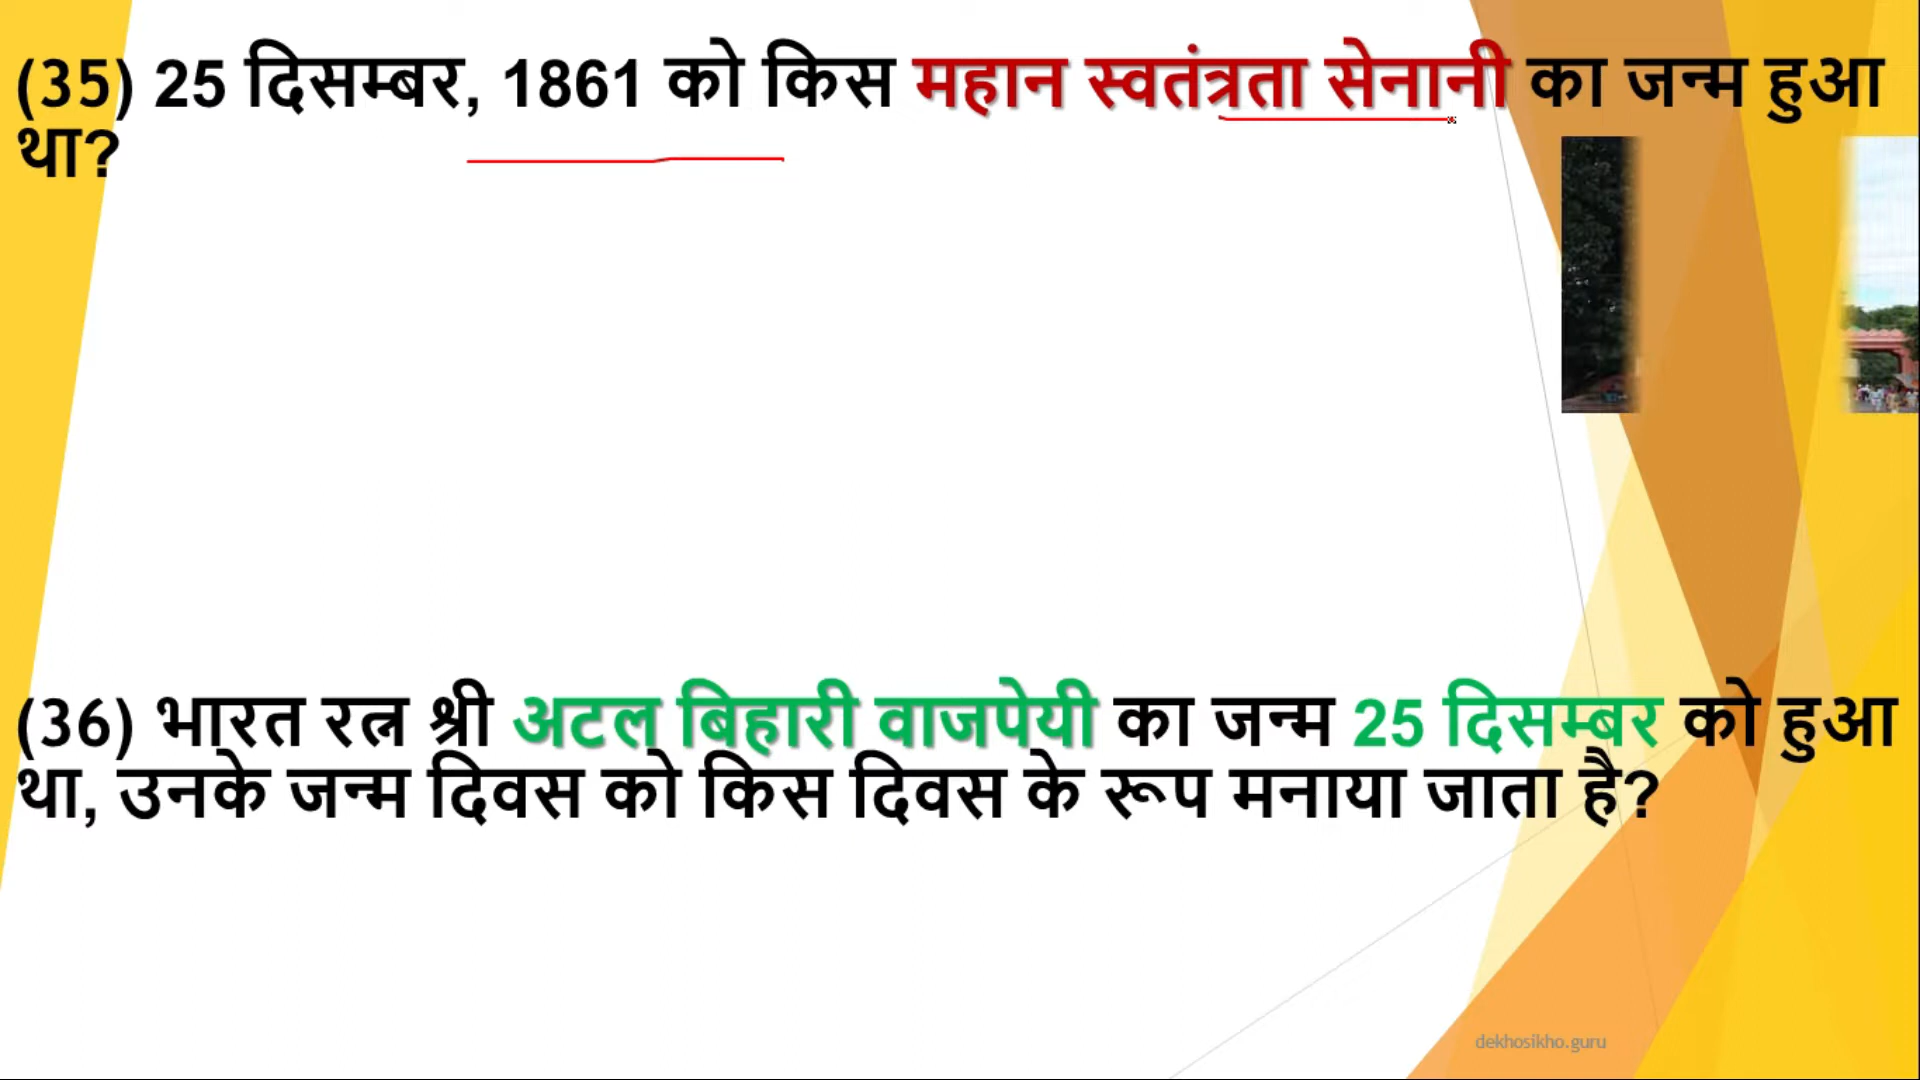 (35) 25 दिसम्बर, 1861 को किस महान स्वतंत्रता सेनानी का जन्म हुआ
था?
(36) भारत रत्न श्री अटल बिहारी वाजपेयी का जन्म 25 दिसम्बर को हुआ
था, उनके जन्म दिवस को किस दिवस के रूप मनाया जाता है?
dekhosikho.guru